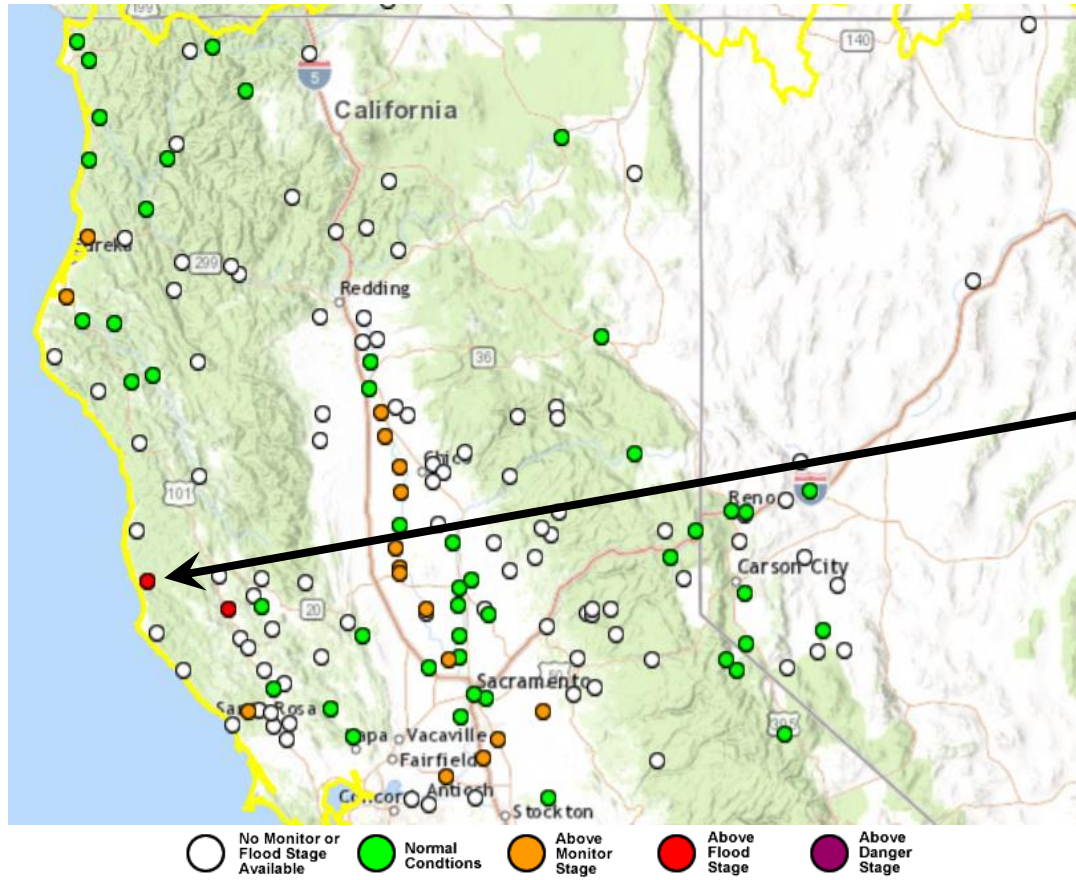 199
140
5
California
Eureka
299
Redding
36
Chico
101
Reno
Carson City
20
50
Sacramento
Santa Rosa
395
Napa
Vacaville
Fairfield
Concord
Antioch
Stockton
No Monitor or
Flood Stage
Available
Normal
Condtions
Above
Monitor
Stage
Above
Flood
Stage
Above
Danger
Stage